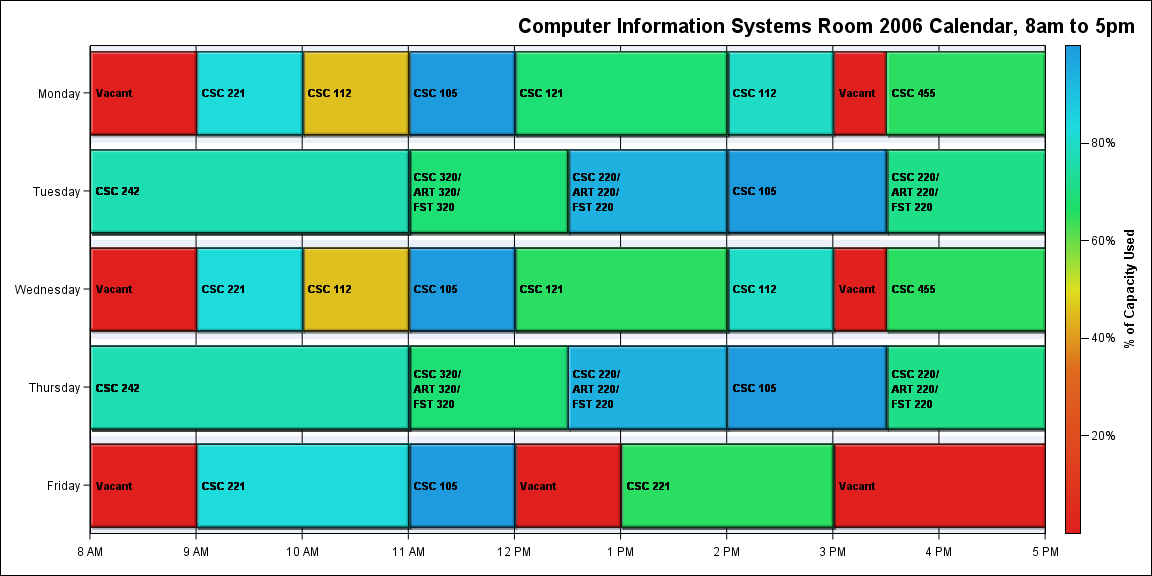 Computer Information Systems Room 2006 Calendar, 8am to 5pm
Monday
Vacant
CSC 221
CSC 112
CSC 105
CSC 121
CSC 112
Vacant
CSC 455
Tuesday
CSC 242
CSC 320/
ART 320/
FST 320
CSC 220/
ART 220/
FST 220
CSC 105
CSC 220/
ART 220/
FST 220
Wednesday
Vacant
CSC 221
CSC 112
CSC 105
CSC 121
CSC 112
Vacant
CSC 455
Thursday
CSC 242
CSC 320/
ART 320/
FST 320
CSC 220/
ART 220/
FST 220
CSC 105
CSC 220/
ART 220/
FST 220
Friday
Vacant
CSC 221
CSC 105
Vacant
CSC 221
Vacant
8 AM
9 AM
10 AM
11 AM
12 PM
1 PM
2 PM
3 PM
4 PM
5 PM
80%
60%
40%
20%
% of Capacity Used